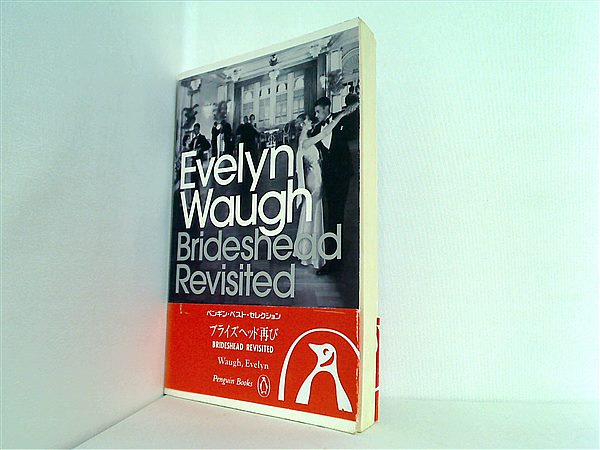 Evelyn
Waugh
Brideshead
Revisited
ペンギン・ベスト・セレクション
ブライズヘッド再び
BRIDESHEAD REVISITED
Waugh, Evelyn
Penguin Books